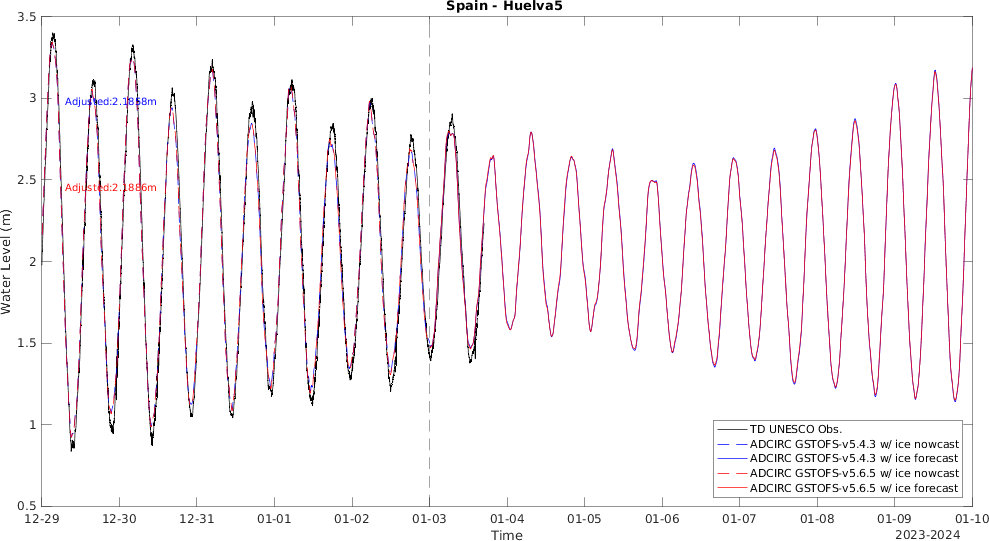 Spain - Huelva5
3.5
3
2.5
2
1.5
1
0.5
Water Level (m)
Adjusted:2.1858m
Adjusted:2.1886m
TD UNESCO Obs.
ADCIRC GSTOFS-v5.4.3 w/ ice nowcast
ADCIRC GSTOFS-v5.4.3 w/ ice forecast
ADCIRC GSTOFS-v5.6.5 w/ ice nowcast
ADCIRC GSTOFS-v5.6.5 w/ ice forecast
12-29 12-30 12-31 01-01 01-02 01-03 01-04 01-05 01-06 01-07 01-08 01-09 01-10
Time
2023-2024